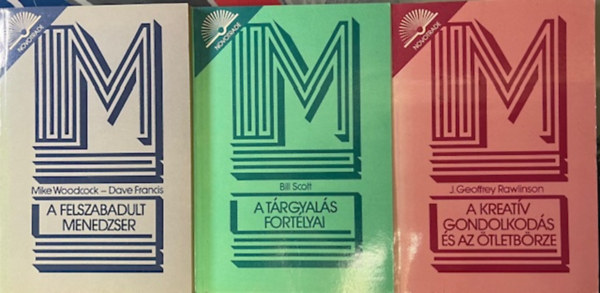 NOVOTRADE
M
Mike Woodcock – Dave Francis
A FELSZABADULT
MENEDZSER
NOVOTRADE
M
Bill Scott
A TÁRGYALÁS
FORTÉLYAI
NOVOTRADE
M
J. Geoffrey Rawlinson
A KREATÍV
GONDOLKODÁS
ÉS AZ ÖTLETBÖRZE